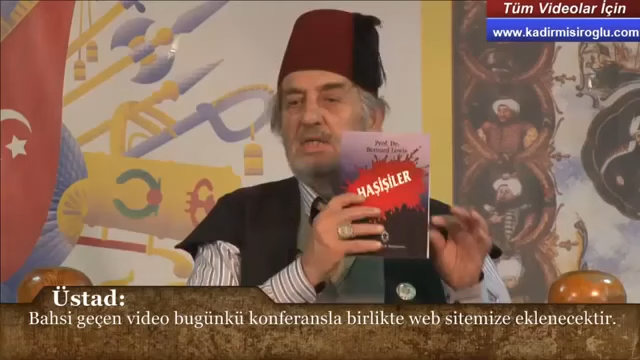 Tüm Videolar İçin
www.kadirmisiroglu.com
Prof. Dr.
Bernard Lewis
HAŞİŞİLER
Üstad:
Bahsi geçen video bugünkü konferansla birlikte web sitemize eklenecektir.